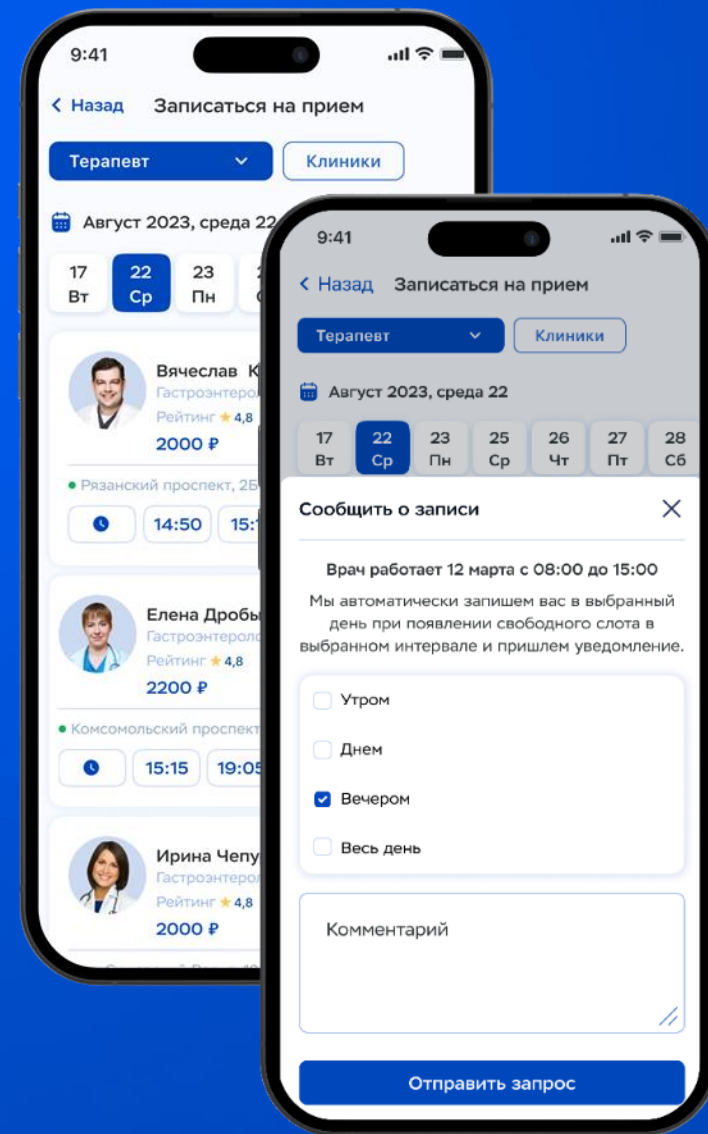 9:41
Назад Записаться на прием
Терапевт Клиники
Август 2023, среда 22
17 22 23
Вт Ср Пн
Вячеслав
Рейтинг 4,8
2000 ₽
Рязанский проспект, 2Б
14:50
Елена
Рейтинг 4,8
2200 ₽
Комсомольский проспект
15:15 19:05
Ирина
Рейтинг 4,8
2000 ₽
9:41
Назад Записаться на прием
Терапевт Клиники
Август 2023, среда 22
17 22 23 25 26 27 28
Вт Ср Пн Ср Чт Пт Сб
Сообщить о записи
Врач работает 12 марта с 08:00 до 15:00
Мы автоматически запишем вас в выбранный
день при появлении свободного слота в
выбранном интервале и пришлем уведомление.
Утром
Днем
Вечером
Весь день
Комментарий
Отправить запрос